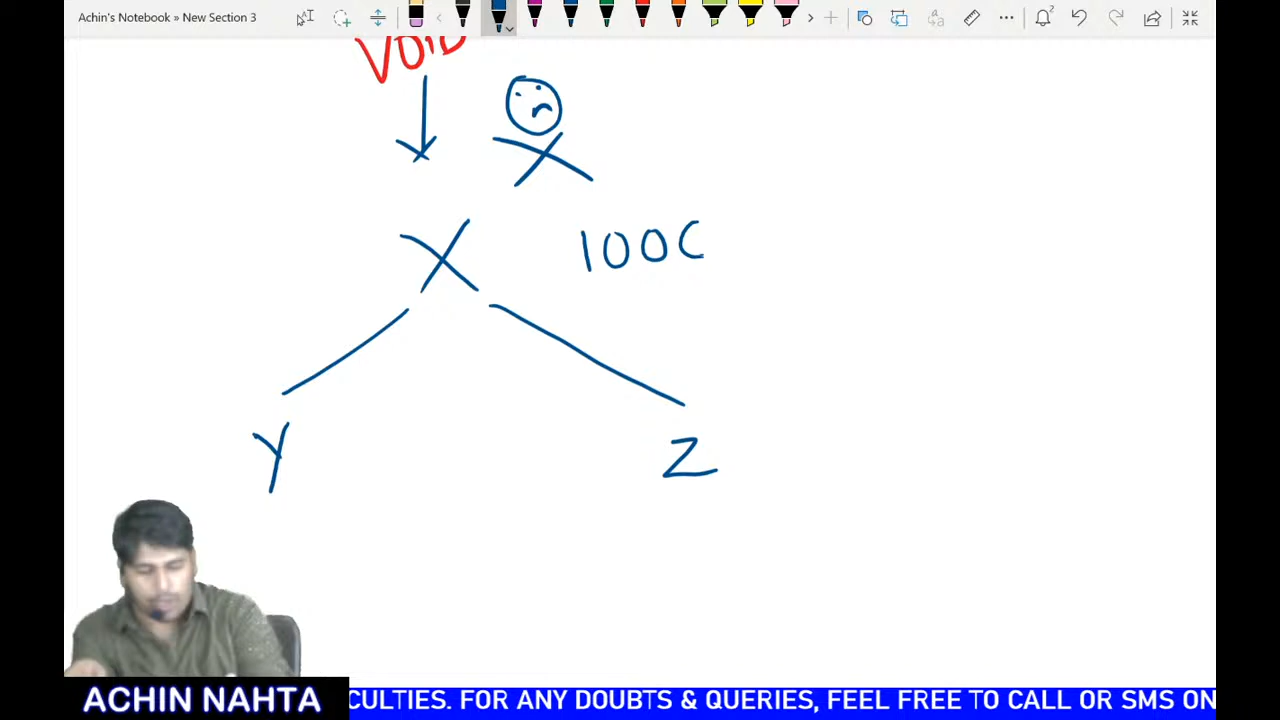 Achin's Notebook » New Section 3
VOID
X
X
100C
Y
Z
ACHIN NAHTA
CULTIES. FOR ANY DOUBTS & QUERIES, FEEL FREE TO CALL OR SMS ON